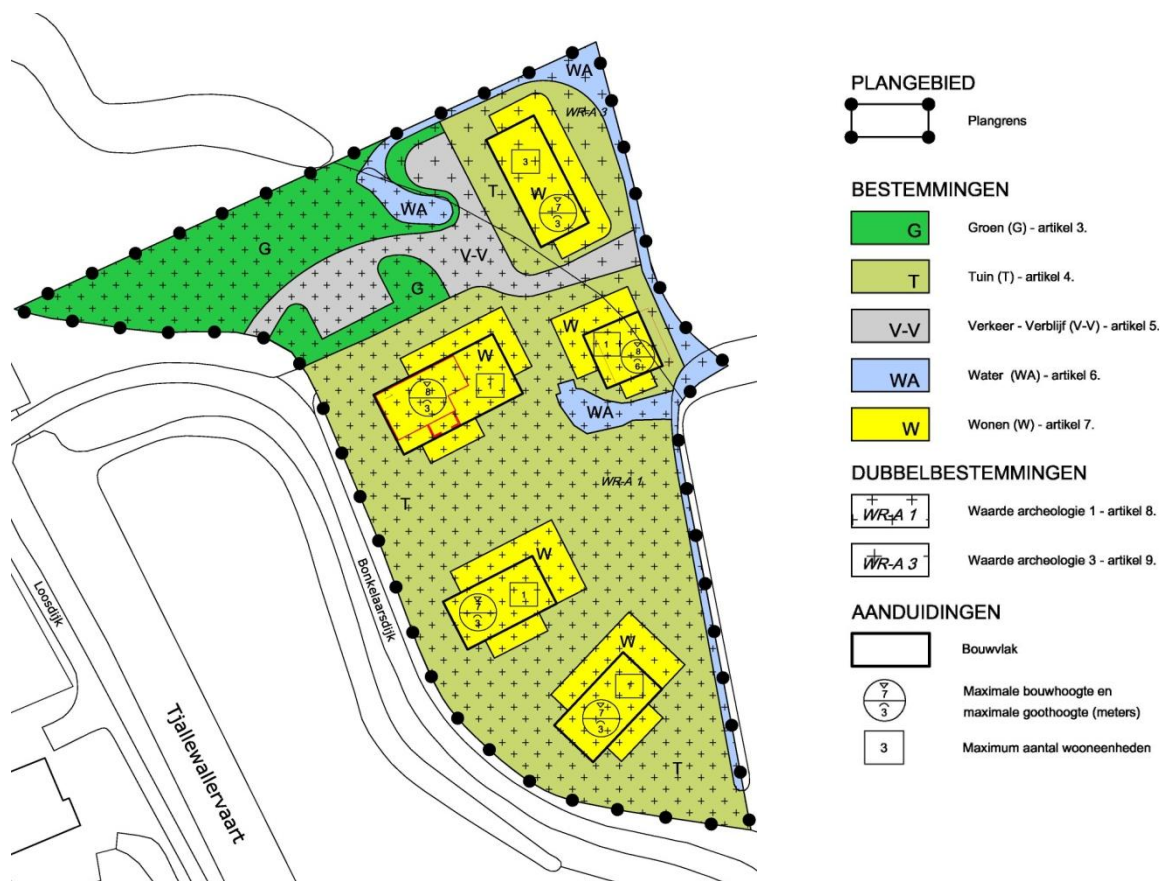 WA
WR-A 3
3
T
W
7
3
WA
G
V-V
G
W
1
8
6
W
8
3
1
WA
WR-A 1
T
W
7
3
1
W
1
7
3
T
Bonkelaarsdijk
Loosdijk
Tjallewallervaart
PLANGEBIED
Plangrens
BESTEMMINGEN
G
Groen (G) - artikel 3.
T
Tuin (T) - artikel 4.
V-V
Verkeer - Verblijf (V-V) - artikel 5.
WA
Water (WA) - artikel 6.
W
Wonen (W) - artikel 7.
DUBBELBESTEMMINGEN
WR-A 1
Waarde archeologie 1 - artikel 8.
WR-A 3
Waarde archeologie 3 - artikel 9.
AANDUIDINGEN
Bouwvlak
7
3
Maximale bouwhoogte en
maximale goothoogte (meters)
3
Maximum aantal wooneenheden